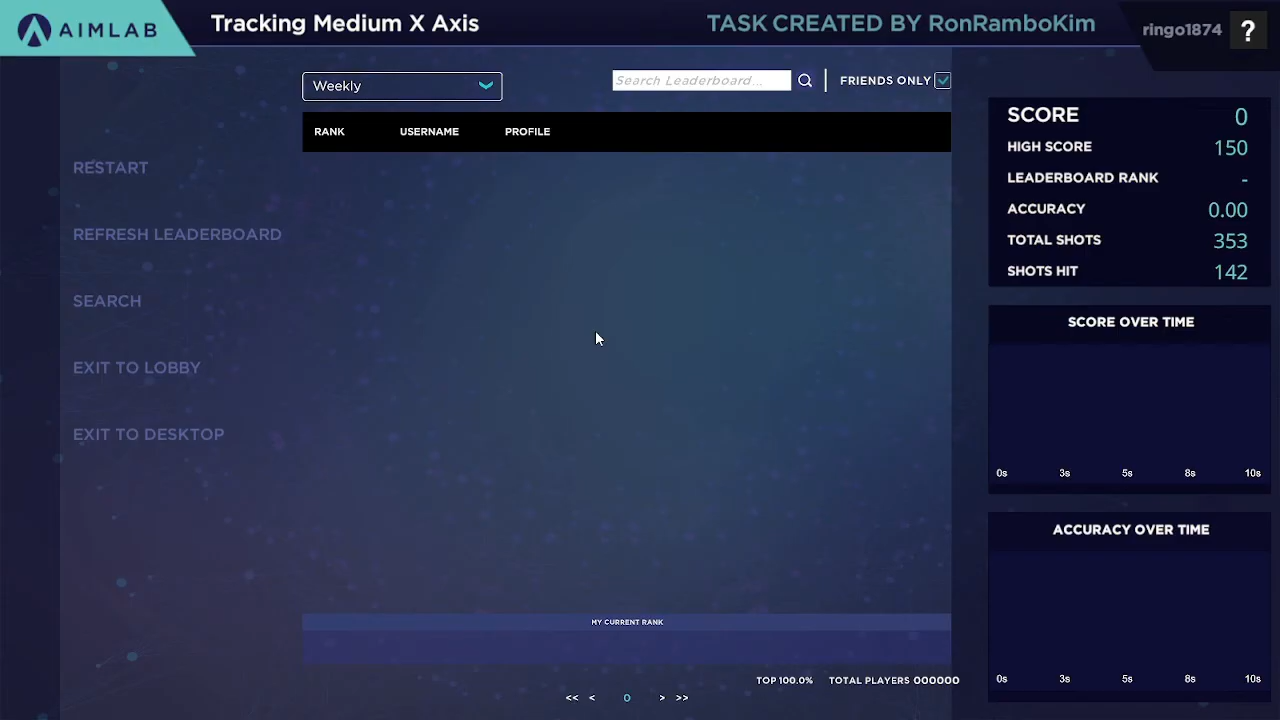 AIMLAB
Tracking Medium X Axis
TASK CREATED BY RonRamboKim
ringo1874
?
Weekly
Search Leaderboard...
FRIENDS ONLY
RANK
USERNAME
PROFILE
RESTART
REFRESH LEADERBOARD
SEARCH
EXIT TO LOBBY
EXIT TO DESKTOP
SCORE 0
HIGH SCORE 150
LEADERBOARD RANK -
ACCURACY 0.00
TOTAL SHOTS 353
SHOTS HIT 142
SCORE OVER TIME
0s 3s 5s 8s 10s
ACCURACY OVER TIME
0s 3s 5s 8s 10s
MY CURRENT RANK
TOP 100.0% TOTAL PLAYERS 000000
<< < 0 > >>